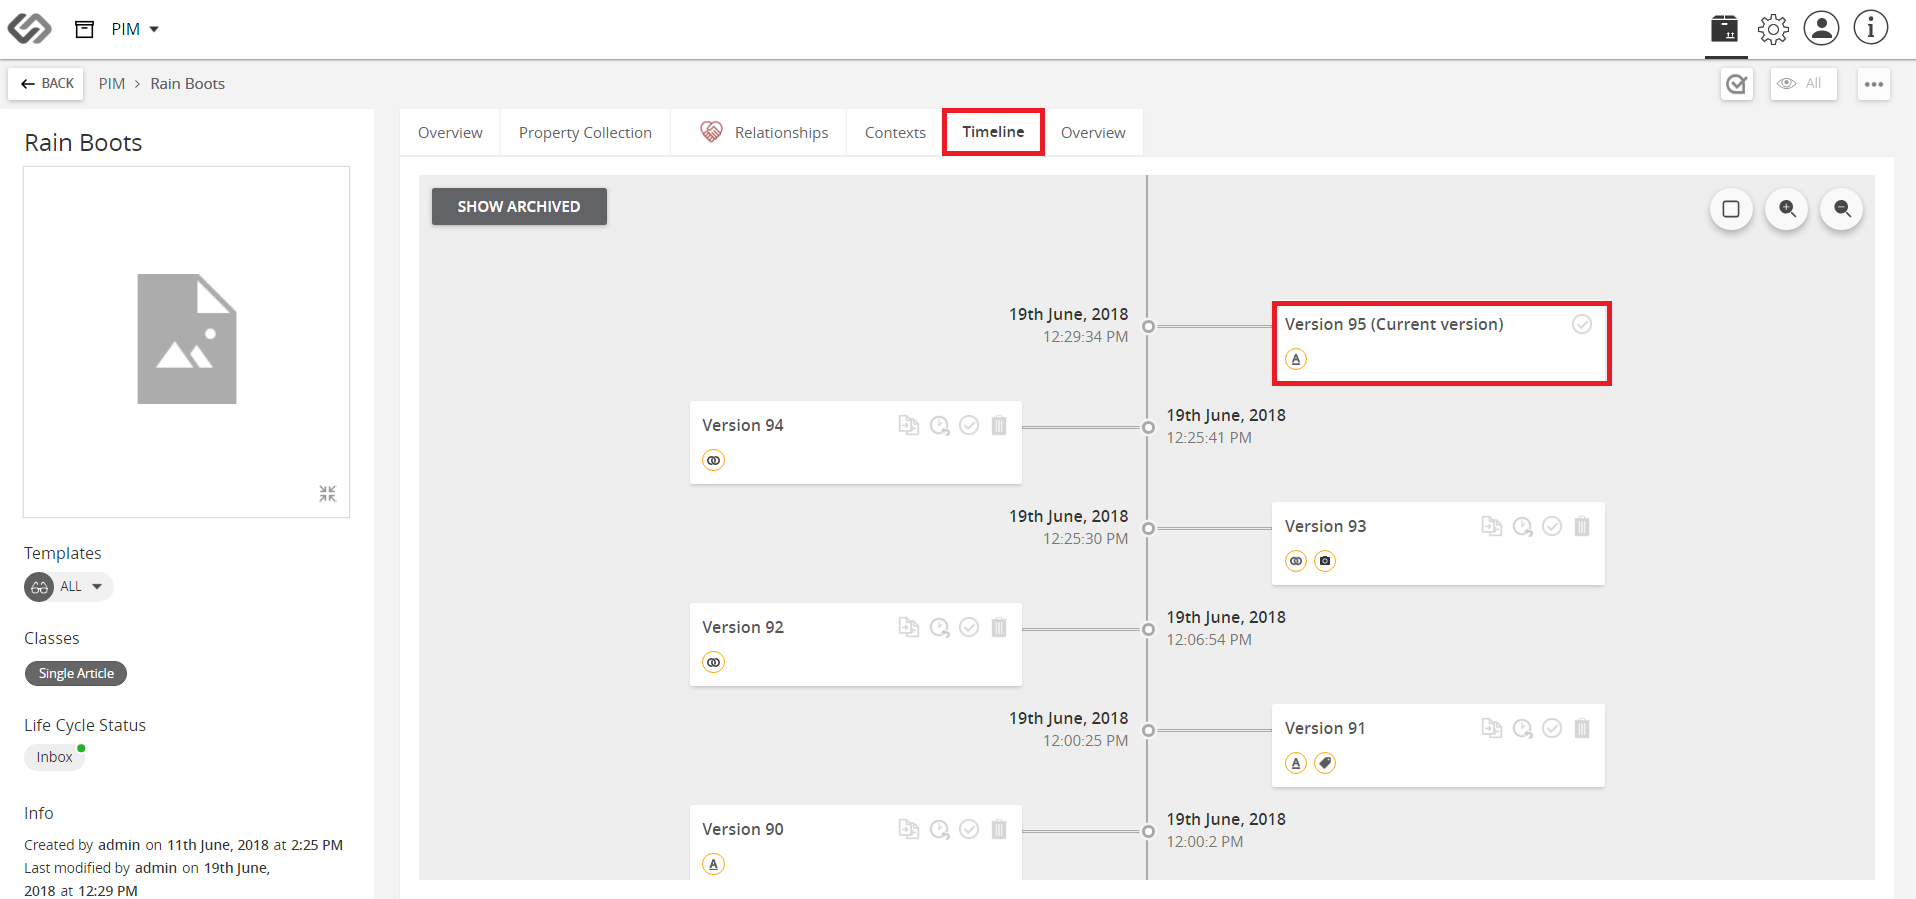 PIM
BACK
PIM > Rain Boots
All
Rain Boots
Templates
ALL
Classes
Single Article
Life Cycle Status
Inbox
Info
Created by admin on 11th June, 2018 at 2:25 PM
Last modified by admin on 19th June,
2018 at 12:29 PM
Overview
Property Collection
Relationships
Contexts
Timeline
Overview
SHOW ARCHIVED
19th June, 2018
12:29:34 PM
Version 95 (Current version)
A
Version 94
19th June, 2018
12:25:41 PM
19th June, 2018
12:25:30 PM
Version 93
Version 92
19th June, 2018
12:06:54 PM
19th June, 2018
12:00:25 PM
Version 91
A
Version 90
A
19th June, 2018
12:00:2 PM